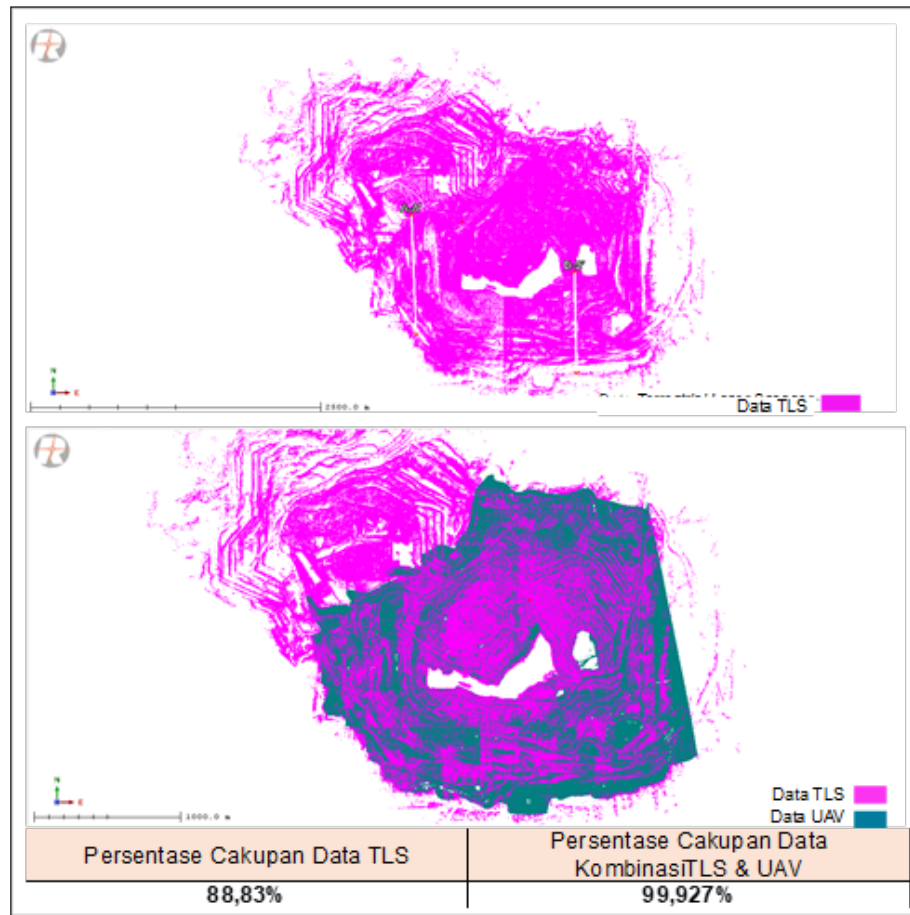 N
E
2000.0 m
Data TLS
N
E
1000.0 m
Data TLS
Data UAV
Persentase Cakupan Data TLS
Persentase Cakupan Data
KombinasiTLS & UAV
88,83%
99,927%